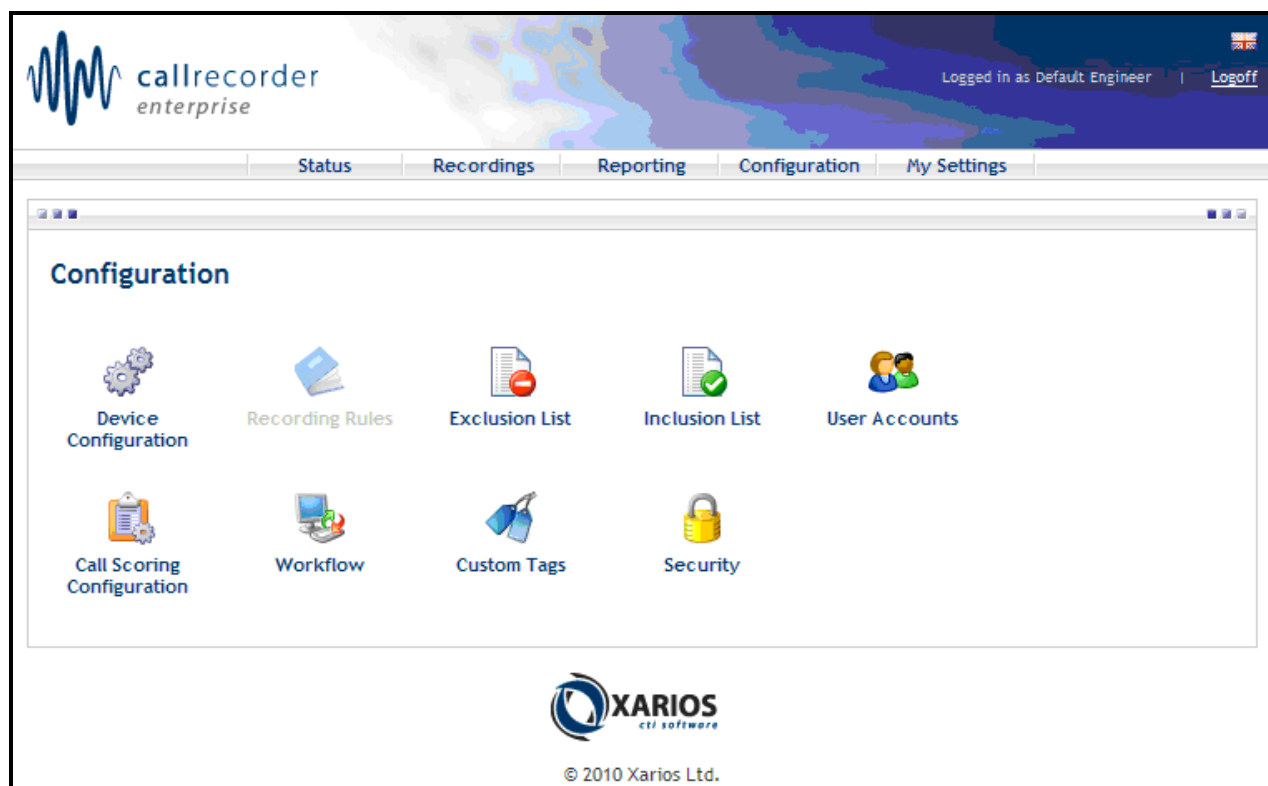 callrecorder
enterprise
Logged in as Default Engineer | Logoff
Status Recordings Reporting Configuration My Settings
Configuration
Device Configuration
Recording Rules
Exclusion List
Inclusion List
User Accounts
Call Scoring Configuration
Workflow
Custom Tags
Security
XARIOS
cti software
© 2010 Xarios Ltd.